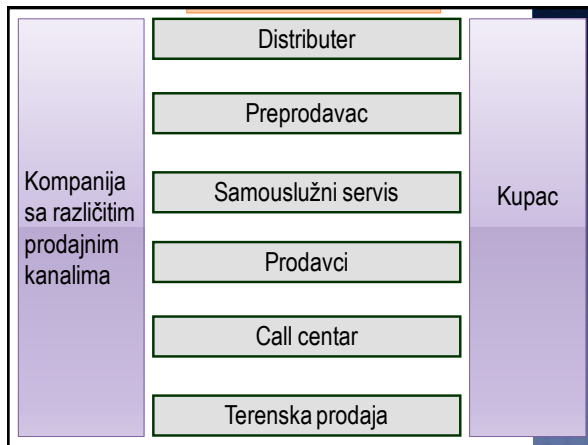 Distributer
Preprodavac
Kompanija
sa različitim
prodajnim
kanalima
Samouslužni servis
Kupac
Prodavci
Call centar
Terenska prodaja